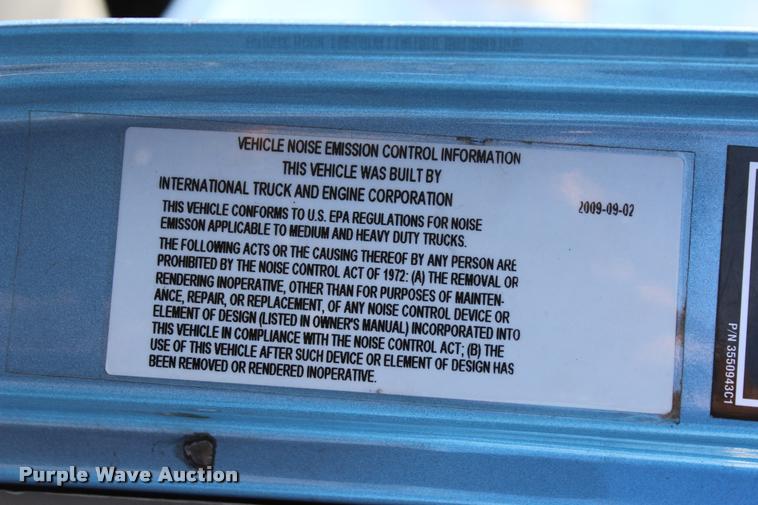 VEHICLE NOISE EMISSION CONTROL INFORMATION
THIS VEHICLE WAS BUILT BY
INTERNATIONAL TRUCK AND ENGINE CORPORATION
2009-09-02
THIS VEHICLE CONFORMS TO U.S. EPA REGULATIONS FOR NOISE
EMISSON APPLICABLE TO MEDIUM AND HEAVY DUTY TRUCKS.
THE FOLLOWING ACTS OR THE CAUSING THEREOF BY ANY PERSON ARE
PROHIBITED BY THE NOISE CONTROL ACT OF 1972: (A) THE REMOVAL OR
RENDERING INOPERATIVE, OTHER THAN FOR PURPOSES OF MAINTEN-
ANCE, REPAIR, OR REPLACEMENT, OF ANY NOISE CONTROL DEVICE OR
ELEMENT OF DESIGN (LISTED IN OWNER'S MANUAL) INCORPORATED INTO
THIS VEHICLE IN COMPLIANCE WITH THE NOISE CONTROL ACT; (B) THE
USE OF THIS VEHICLE AFTER SUCH DEVICE OR ELEMENT OF DESIGN HAS
BEEN REMOVED OR RENDERED INOPERATIVE.
P/N 3550943C1
Purple Wave Auction